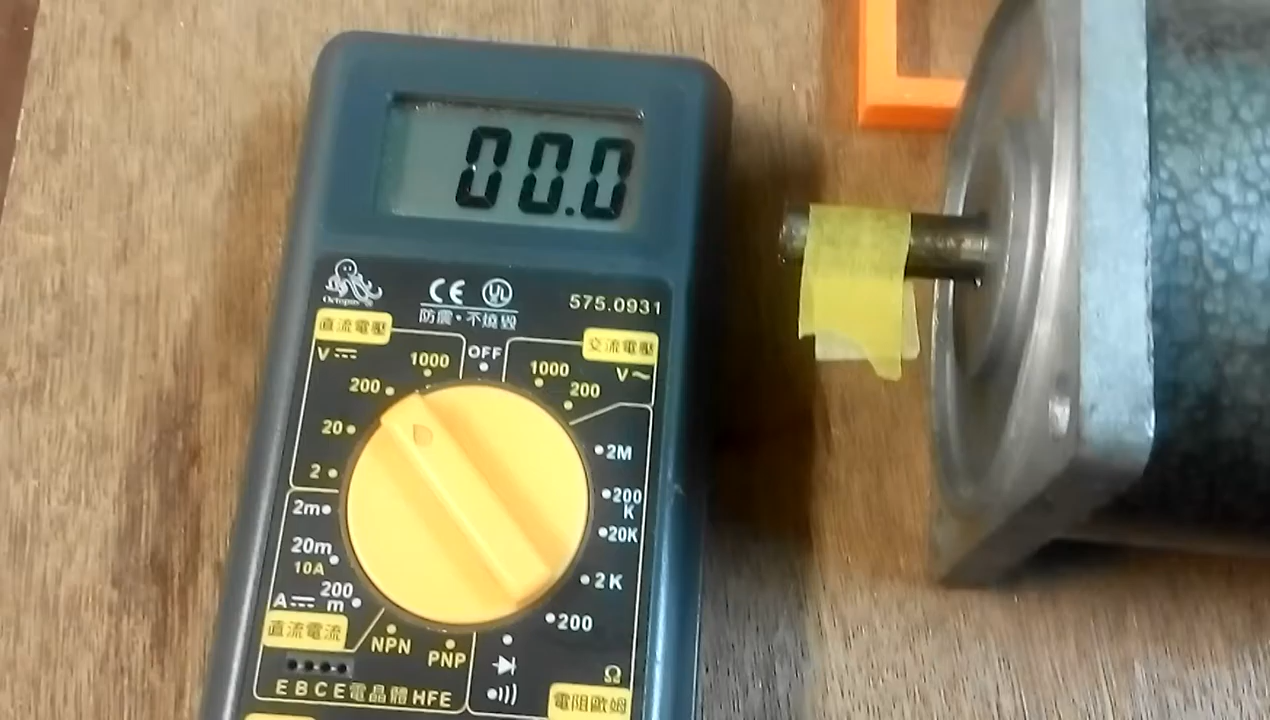 00.0
Octopus
CE UL
575.0931
防震·不燒毀
直流電壓
交流電壓
V
OFF
V~
1000
1000
200
200
20
2
2M
200
K
20K
2K
200
2m
20m
10A
200
m
A
直流電流
NPN
PNP
Ω
E B C E 電晶體 HFE
電阻歐姆